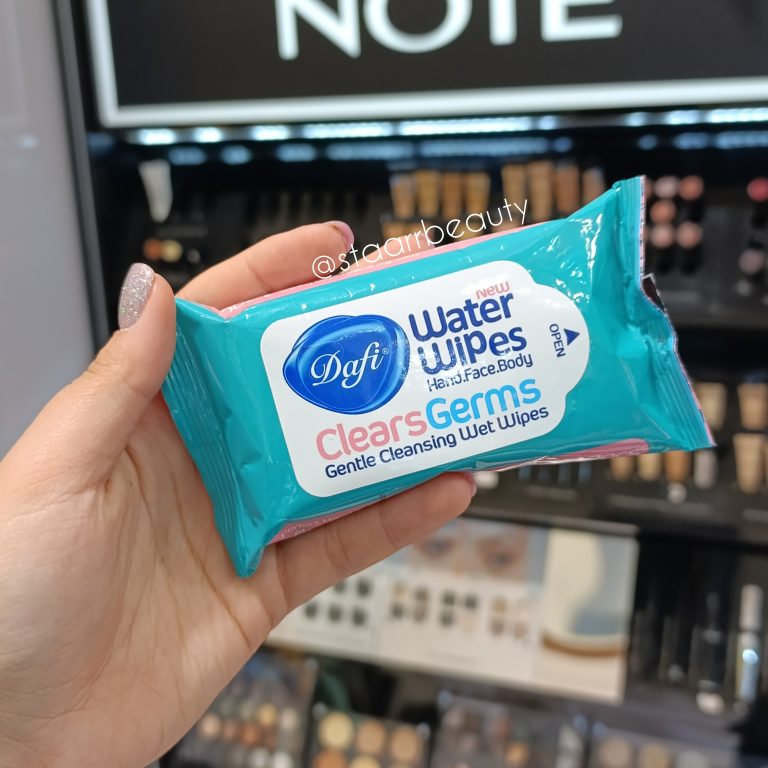 NOTE
@staarrbeauty
NEW
Water
Wipes
Hand.Face.Body
Dafi®
OPEN
ClearsGerms
Gentle Cleansing Wet Wipes